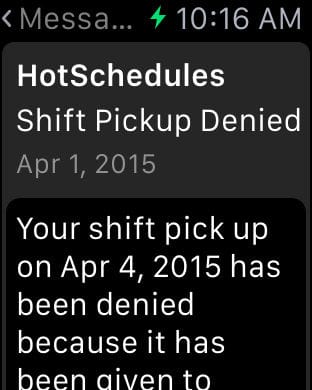 Messa... 10:16 AM
HotSchedules
Shift Pickup Denied
Apr 1, 2015
Your shift pick up
on Apr 4, 2015 has
been denied
because it has
been given to